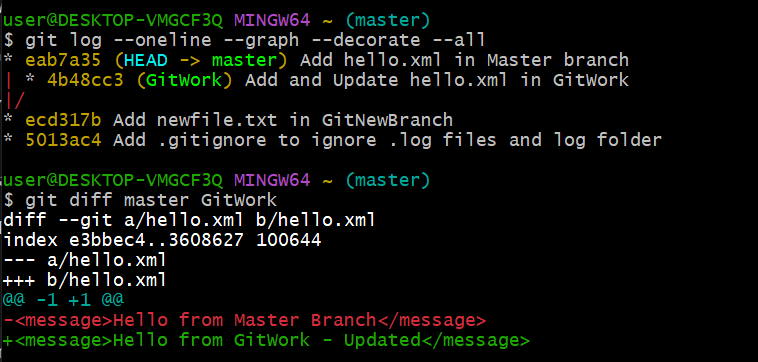 user@DESKTOP-VMGCF3Q MINGW64 ~ (master)
$ git log --oneline --graph --decorate --all
* eab7a35 (HEAD -> master) Add hello.xml in Master branch
| * 4b48cc3 (GitWork) Add and Update hello.xml in GitWork
|/
* ecd317b Add newfile.txt in GitNewBranch
* 5013ac4 Add .gitignore to ignore .log files and log folder
user@DESKTOP-VMGCF3Q MINGW64 ~ (master)
$ git diff master GitWork
diff --git a/hello.xml b/hello.xml
index e3bbec4..3608627 100644
--- a/hello.xml
+++ b/hello.xml
@@ -1 +1 @@
-<message>Hello from Master Branch</message>
+<message>Hello from GitWork - Updated</message>